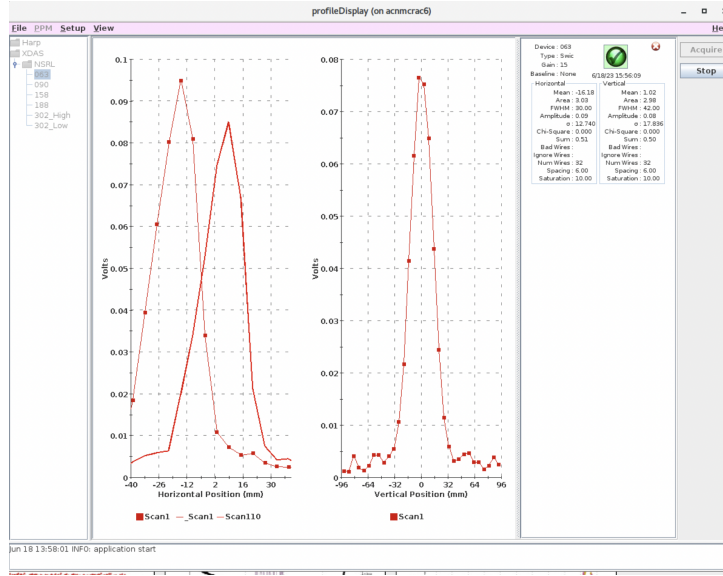 profileDisplay (on acnmcrac6)
File PPM Setup View
Harp
XDAS
NSRL
063
090
158
188
302_High
302_Low
0.1
0.09
0.08
0.07
0.06
0.05
0.04
0.03
0.02
0.01
0
Volts
-40 -26 -12 2 16 30
Horizontal Position (mm)
Scan1 _Scan1 Scan110
0.08
0.07
0.06
0.05
0.04
0.03
0.02
0.01
0
Volts
-96 -64 -32 0 32 64 96
Vertical Position (mm)
Scan1
Device : 063
Type : Swic
Gain : 15
Baseline : None 6/18/23 15:56:09
Horizontal
Mean : -16.18
Area : 3.03
FWHM : 30.00
Amplitude : 0.09
σ : 12.740
Chi-Square : 0.000
Sum : 0.51
Bad Wires :
Ignore Wires :
Num Wires : 32
Spacing : 6.00
Saturation : 10.00
Vertical
Mean : 1.02
Area : 2.98
FWHM : 42.00
Amplitude : 0.08
σ : 17.836
Chi-Square : 0.000
Sum : 0.50
Bad Wires :
Ignore Wires :
Num Wires : 32
Spacing : 6.00
Saturation : 10.00
Acquire
Stop
Jun 18 13:58:01 INFO: application start